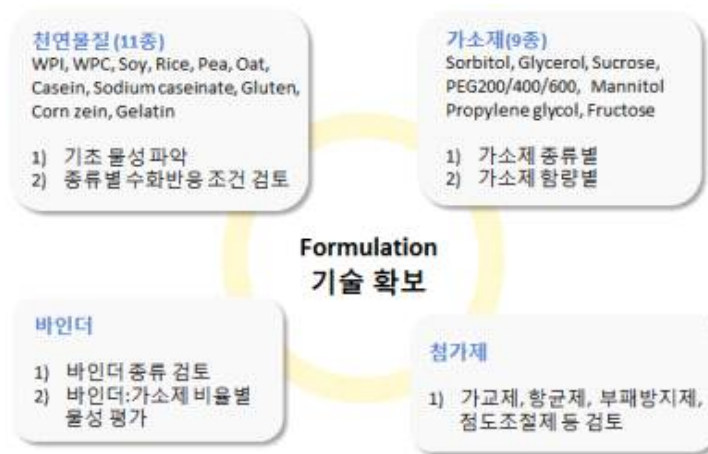 천연물질 (11종)
WPI, WPC, Soy, Rice, Pea, Oat,
Casein, Sodium caseinate, Gluten,
Corn zein, Gelatin
1) 기초 물성 파악
2) 종류별 수화반응 조건 검토
가소제(9종)
Sorbitol, Glycerol, Sucrose,
PEG200/400/600, Mannitol
Propylene glycol, Fructose
1) 가소제 종류별
2) 가소제 함량별
Formulation
기술 확보
바인더
1) 바인더 종류 검토
2) 바인더:가소제 비율별
물성 평가
첨가제
1) 가교제, 항균제, 부패방지제,
점도조절제 등 검토